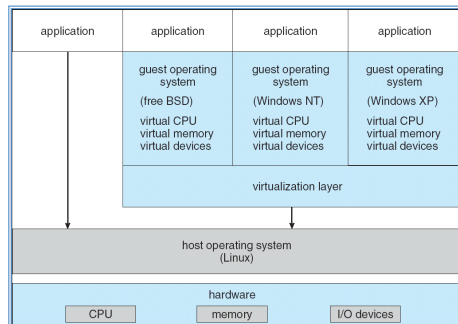 application
application
application
application
guest operating
system
(free BSD)
virtual CPU
virtual memory
virtual devices
guest operating
system
(Windows NT)
virtual CPU
virtual memory
virtual devices
guest operating
system
(Windows XP)
virtual CPU
virtual memory
virtual devices
virtualization layer
host operating system
(Linux)
hardware
CPU
memory
I/O devices